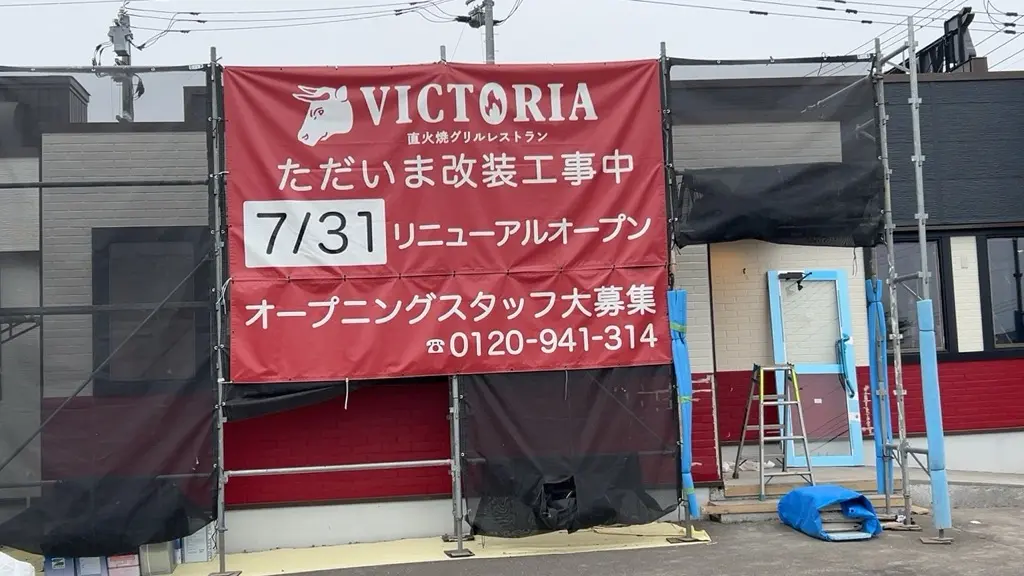 VICTORIA
直火焼グリルレストラン
ただいま改装工事中
7/31 リニューアルオープン
オープニングスタッフ大募集
☎0120-941-314